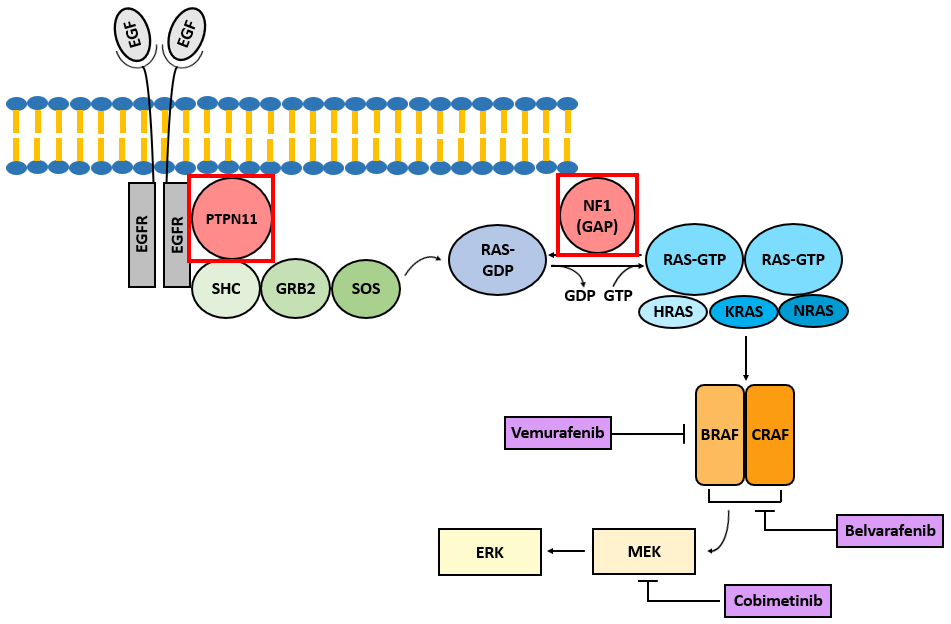 EGF
EGF
EGFR
EGFR
PTPN11
SHC
GRB2
SOS
RAS-
GDP
NF1
(GAP)
GDP
GTP
RAS-GTP
RAS-GTP
HRAS
KRAS
NRAS
Vemurafenib
BRAF
CRAF
Belvarafenib
ERK
MEK
Cobimetinib